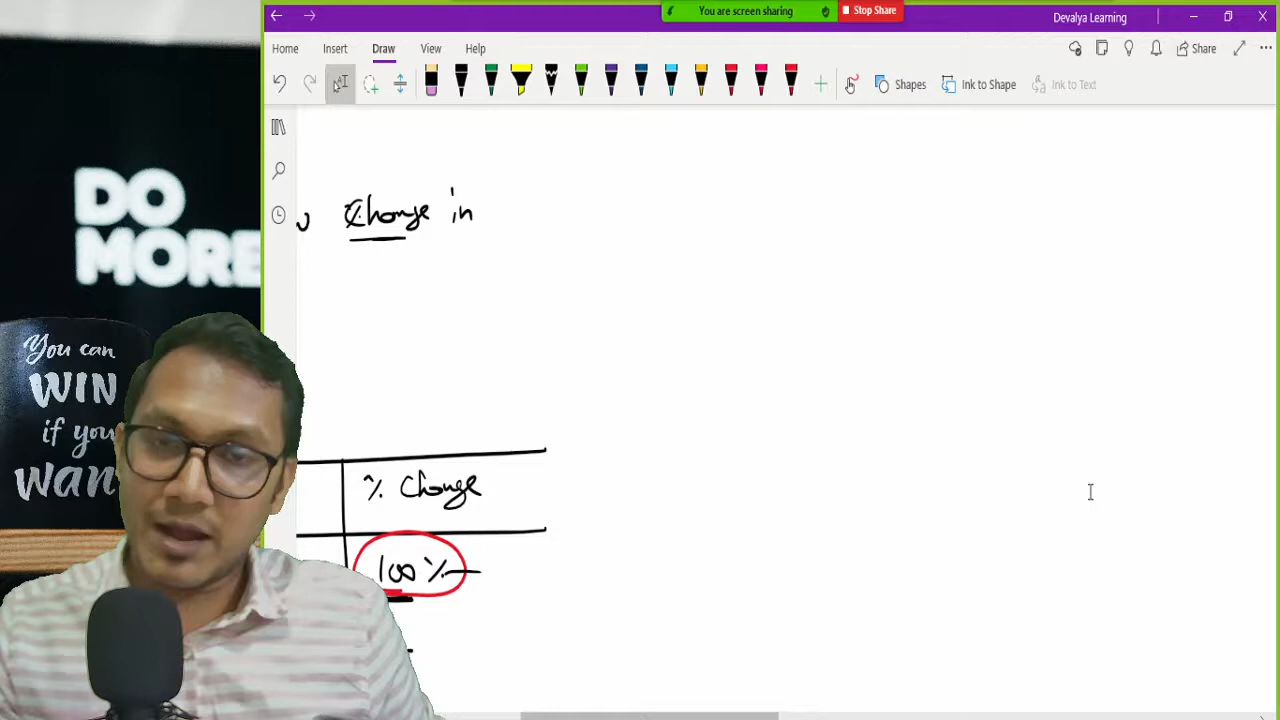 You are screen sharing
Stop Share
Devalya Learning
Home Insert Draw View Help
Share
Shapes
Ink to Shape
Ink to Text
DO
MORE
% Change in
You can
WIN
if you
Want
% Change
100 %